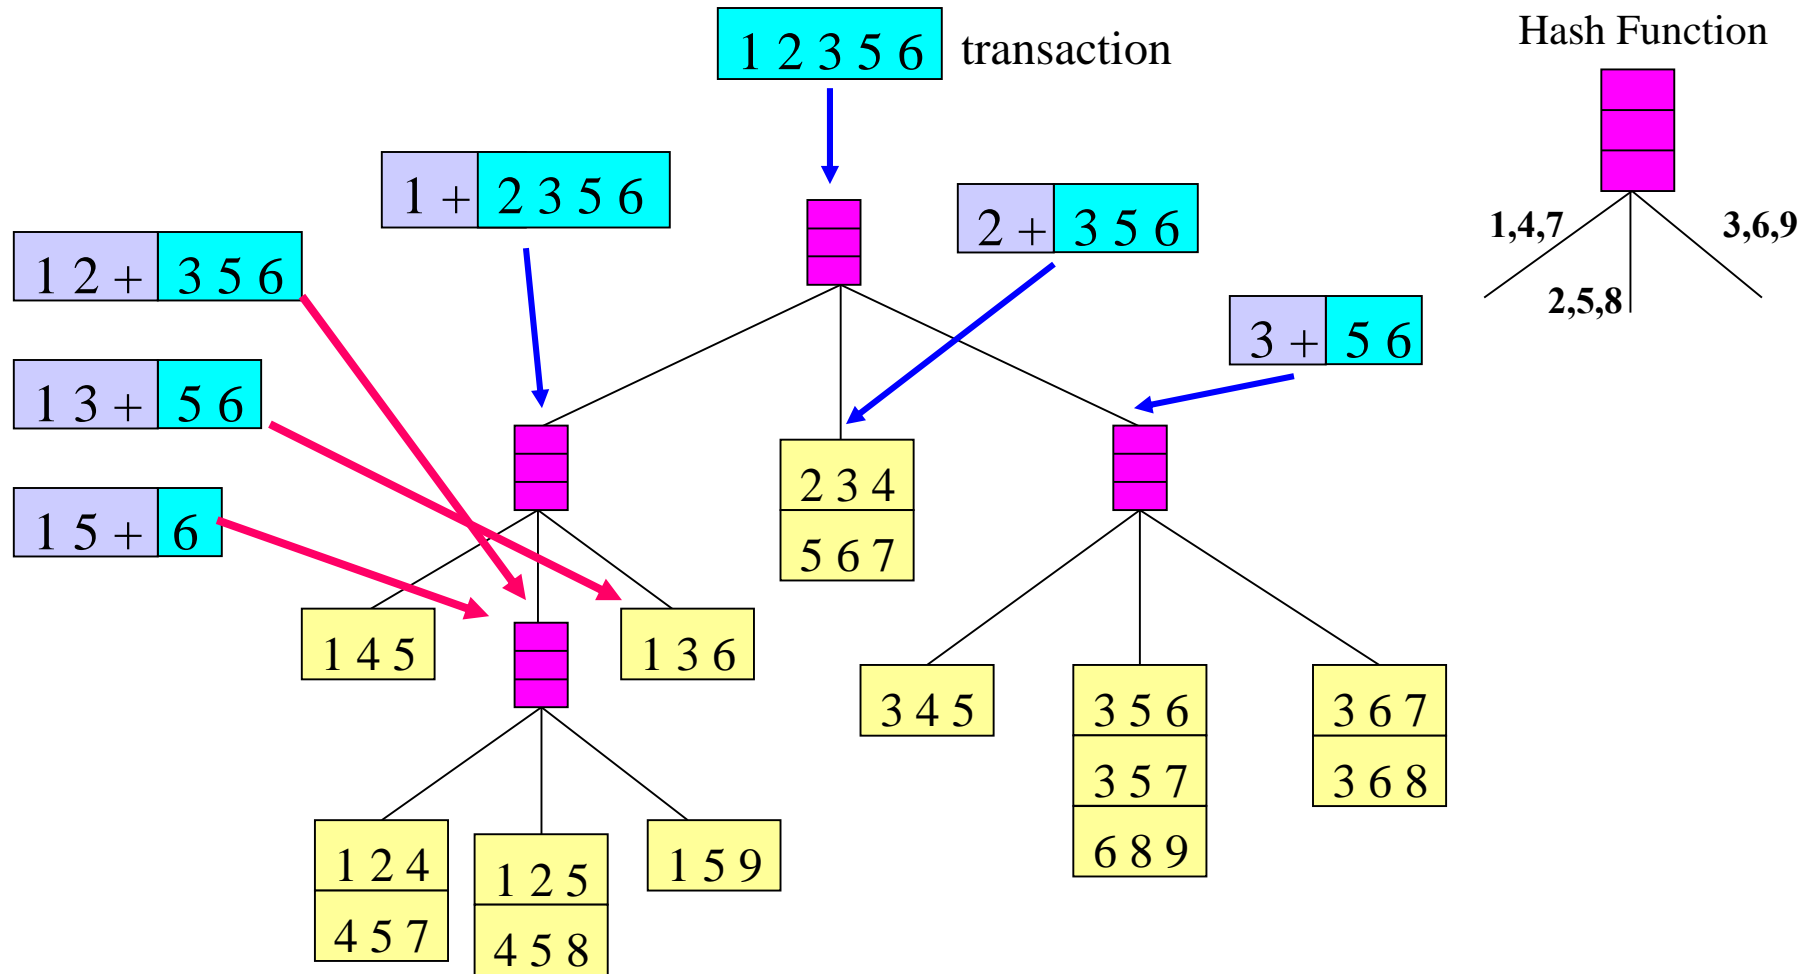 Hash Function
1 2 3 5 6 transaction
1 + 2 3 5 6
2 + 3 5 6
1,4,7
3,6,9
2,5,8
1 2 + 3 5 6
3 + 5 6
1 3 + 5 6
1 5 + 6
2 3 4
5 6 7
1 4 5
1 3 6
3 4 5
3 5 6
3 6 7
3 5 7
3 6 8
6 8 9
1 2 4
1 2 5
1 5 9
4 5 7
4 5 8